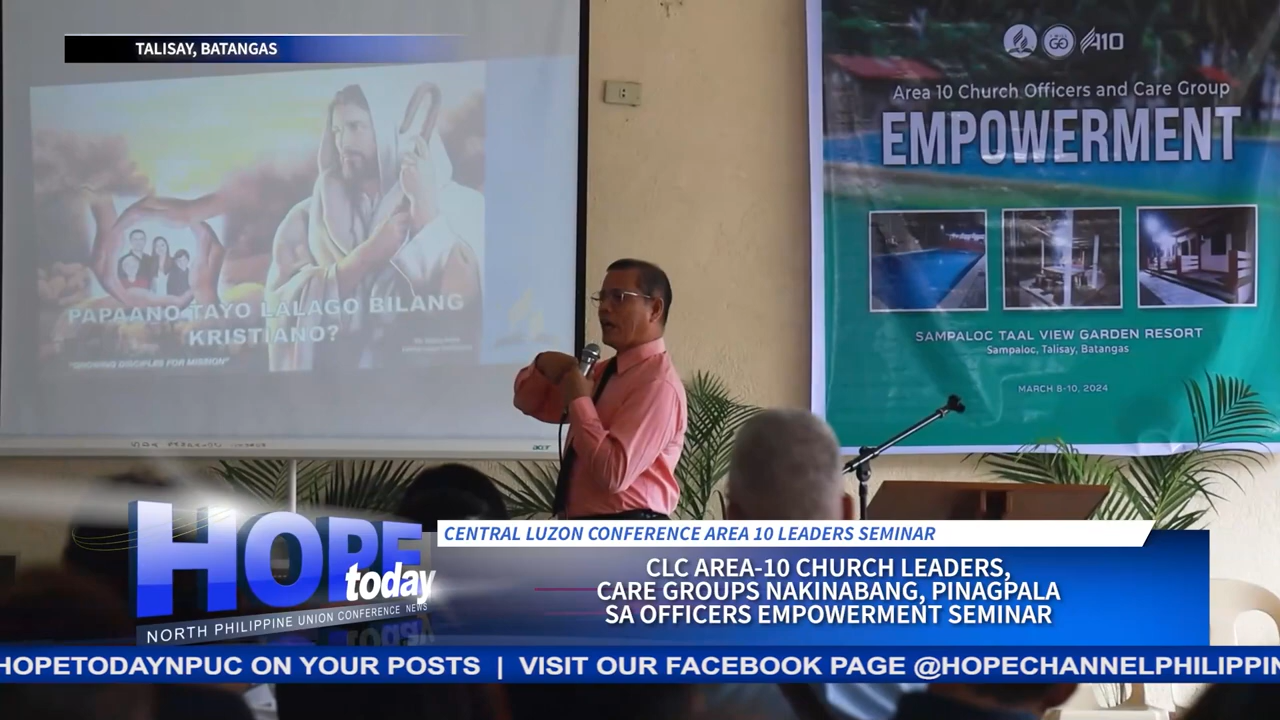 TALISAY, BATANGAS
PAPAANO TAYO LALAGO BILANG
KRISTIANO?
"GROWING DISCIPLES FOR MISSION"
acer
GO
A10
Area 10 Church Officers and Care Group
EMPOWERMENT
SAMPALOC TAAL VIEW GARDEN RESORT
Sampaloc, Talisay, Batangas
MARCH 8-10, 2024
HOPE
today
NORTH PHILIPPINE UNION CONFERENCE NEWS
CENTRAL LUZON CONFERENCE AREA 10 LEADERS SEMINAR
CLC AREA-10 CHURCH LEADERS,
CARE GROUPS NAKINABANG, PINAGPALA
SA OFFICERS EMPOWERMENT SEMINAR
HOPETODAYNPUC ON YOUR POSTS | VISIT OUR FACEBOOK PAGE @HOPECHANNELPHILIPPIN